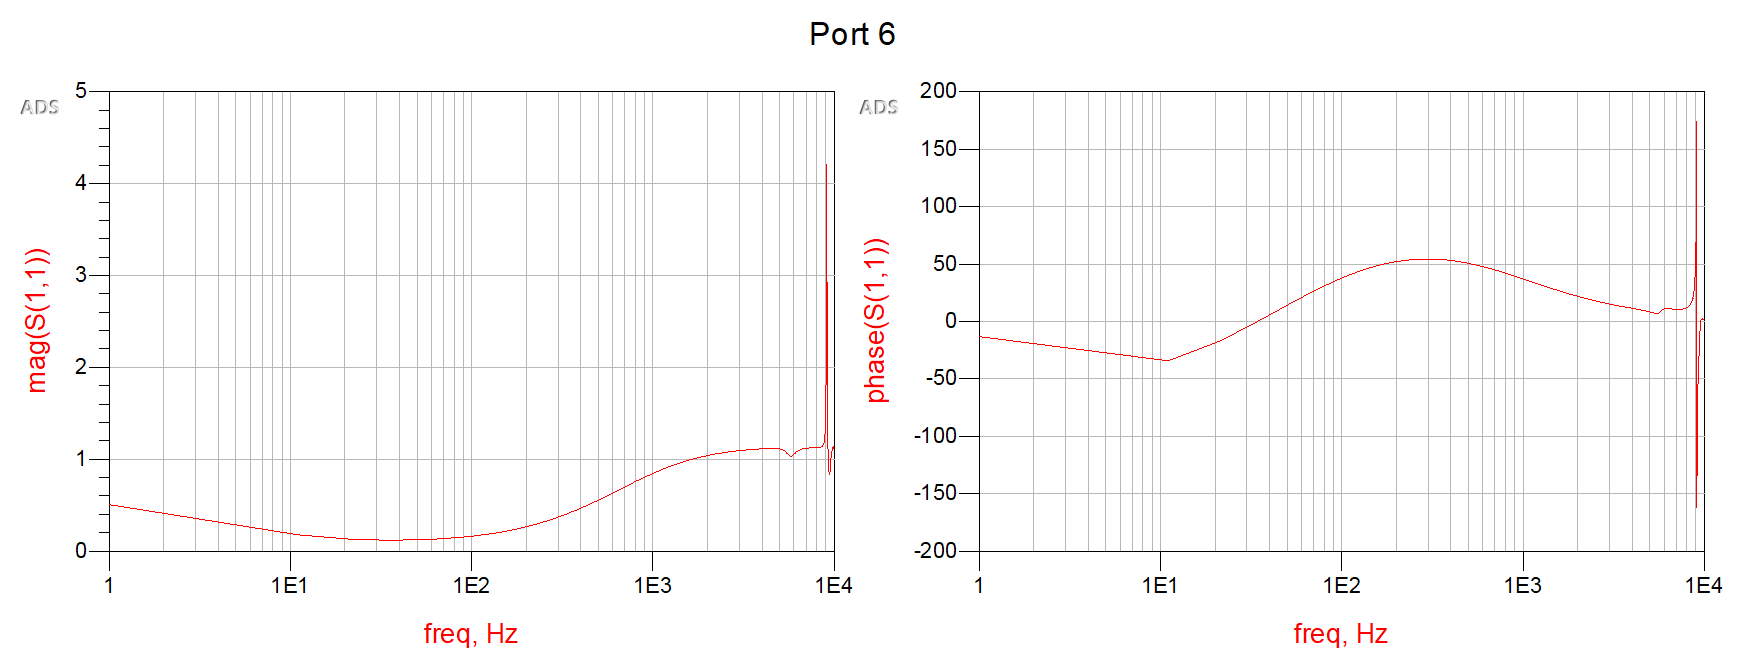 Port 6
ADS
5
4
3
2
1
0
mag(S(1,1))
1
1E1
1E2
1E3
1E4
freq, Hz
ADS
200
150
100
50
0
-50
-100
-150
-200
phase(S(1,1))
1
1E1
1E2
1E3
1E4
freq, Hz